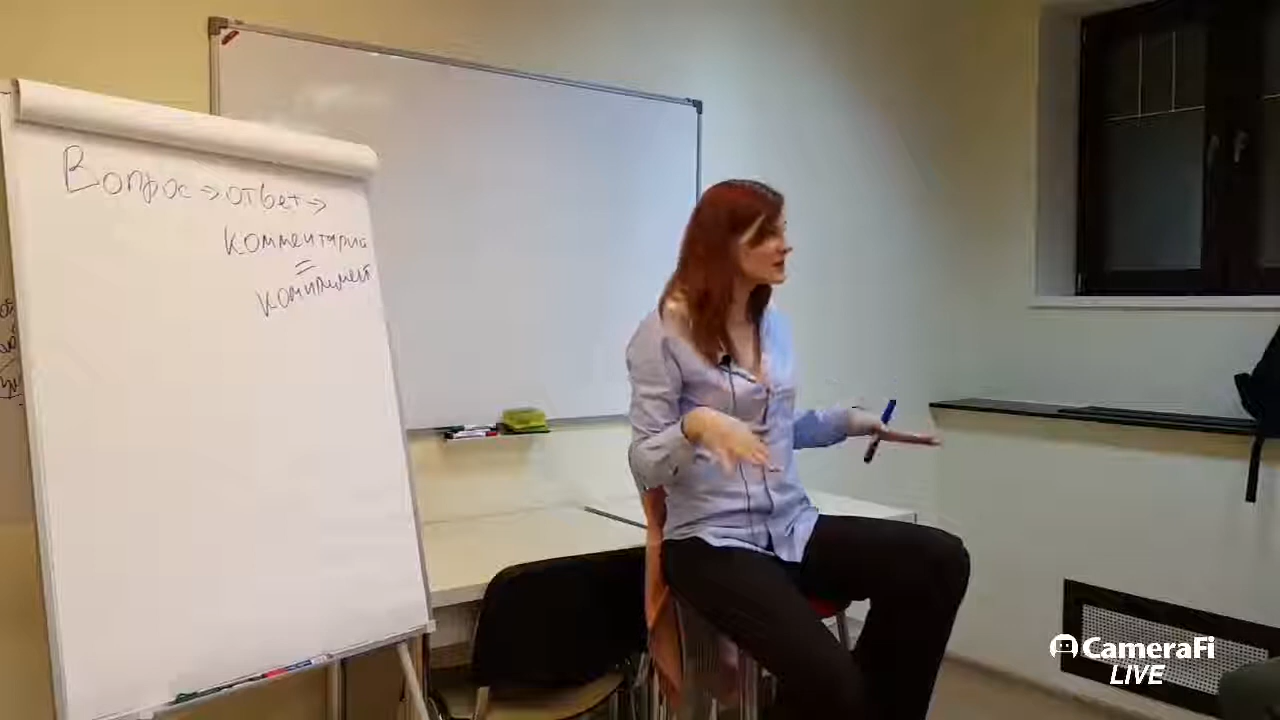 Вопрос → ответ →
комментарий
=
комплимент
CameraFi
LIVE